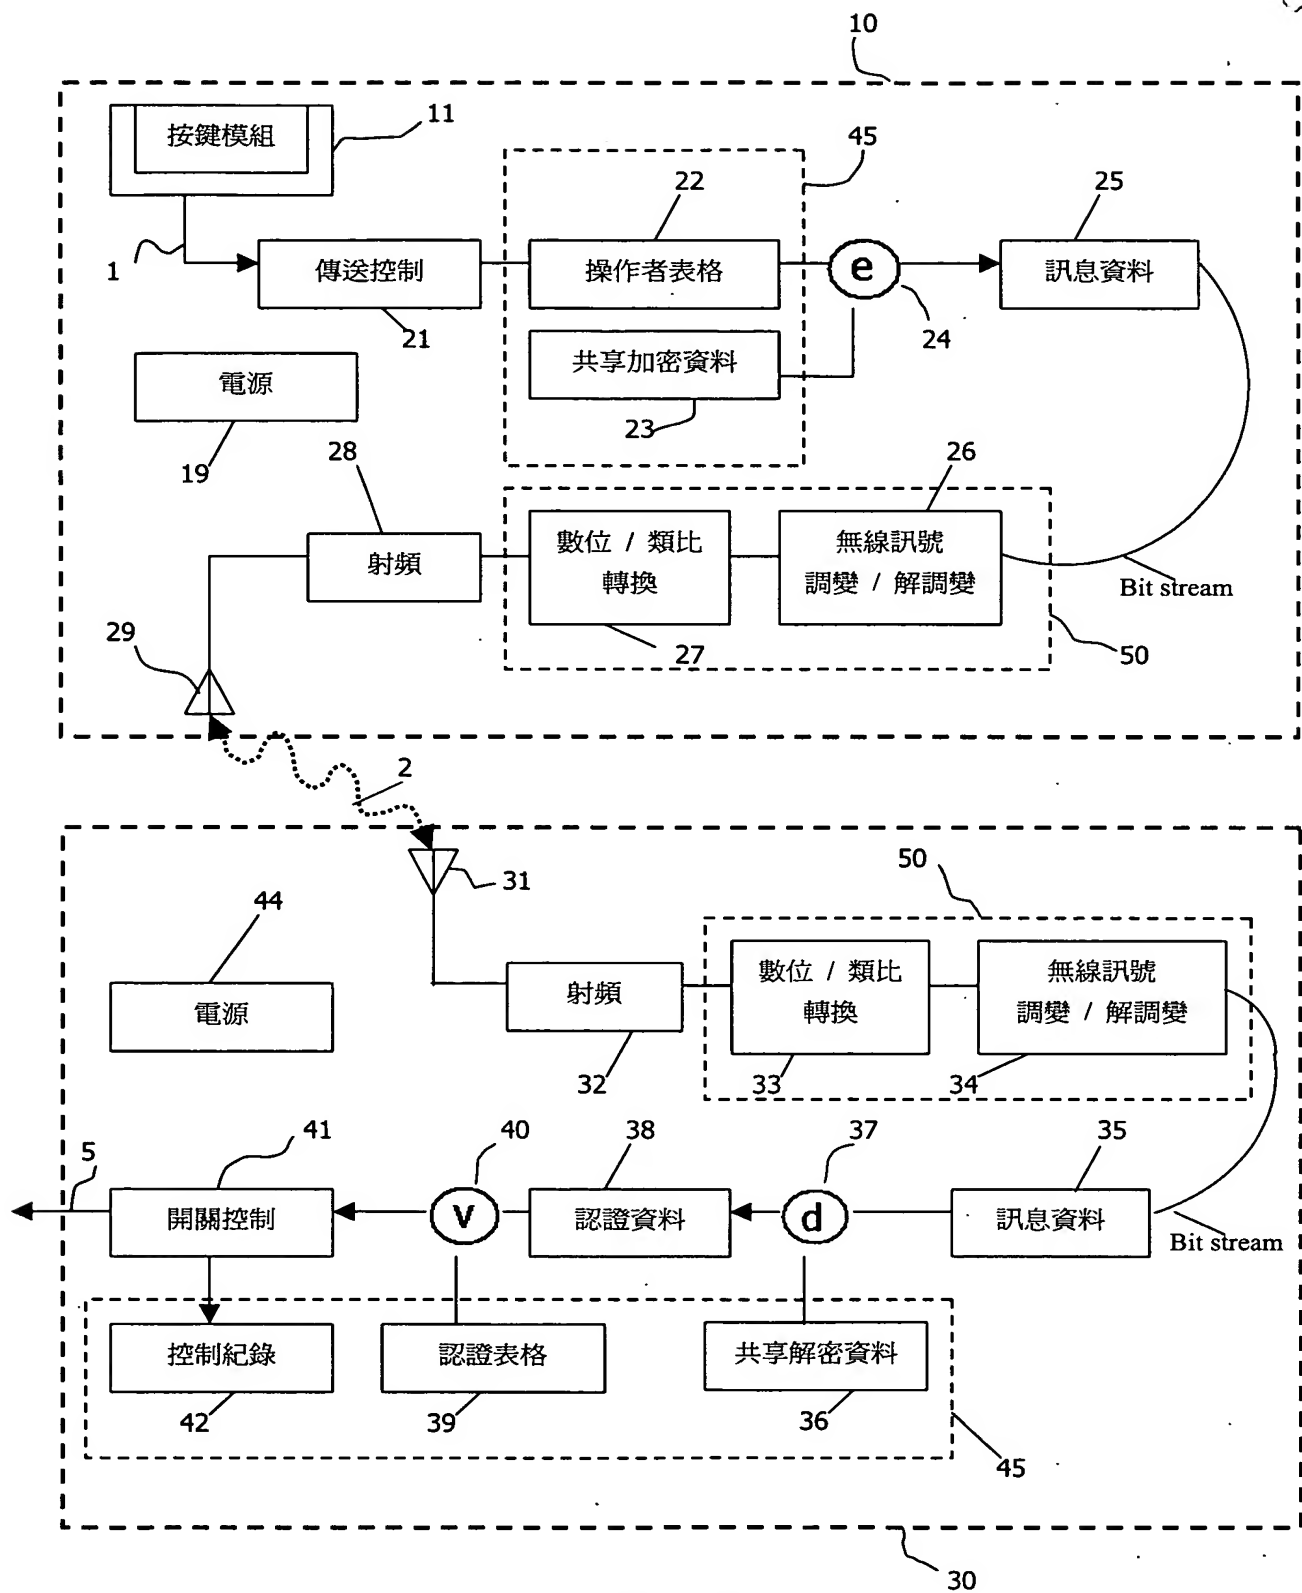 10
按鍵模組
11
45
22
25
1
傳送控制
操作者表格
e
訊息資料
21
24
共享加密資料
電源
23
19
28
26
射頻
數位 / 類比
轉換
無線訊號
調變 / 解調變
Bit stream
29
27
50
2
31
50
44
電源
射頻
數位 / 類比
轉換
無線訊號
調變 / 解調變
32
33
34
5
41
40
38
37
35
開關控制
v
認證資料
d
訊息資料
Bit stream
控制紀錄
認證表格
共享解密資料
42
39
36
45
30